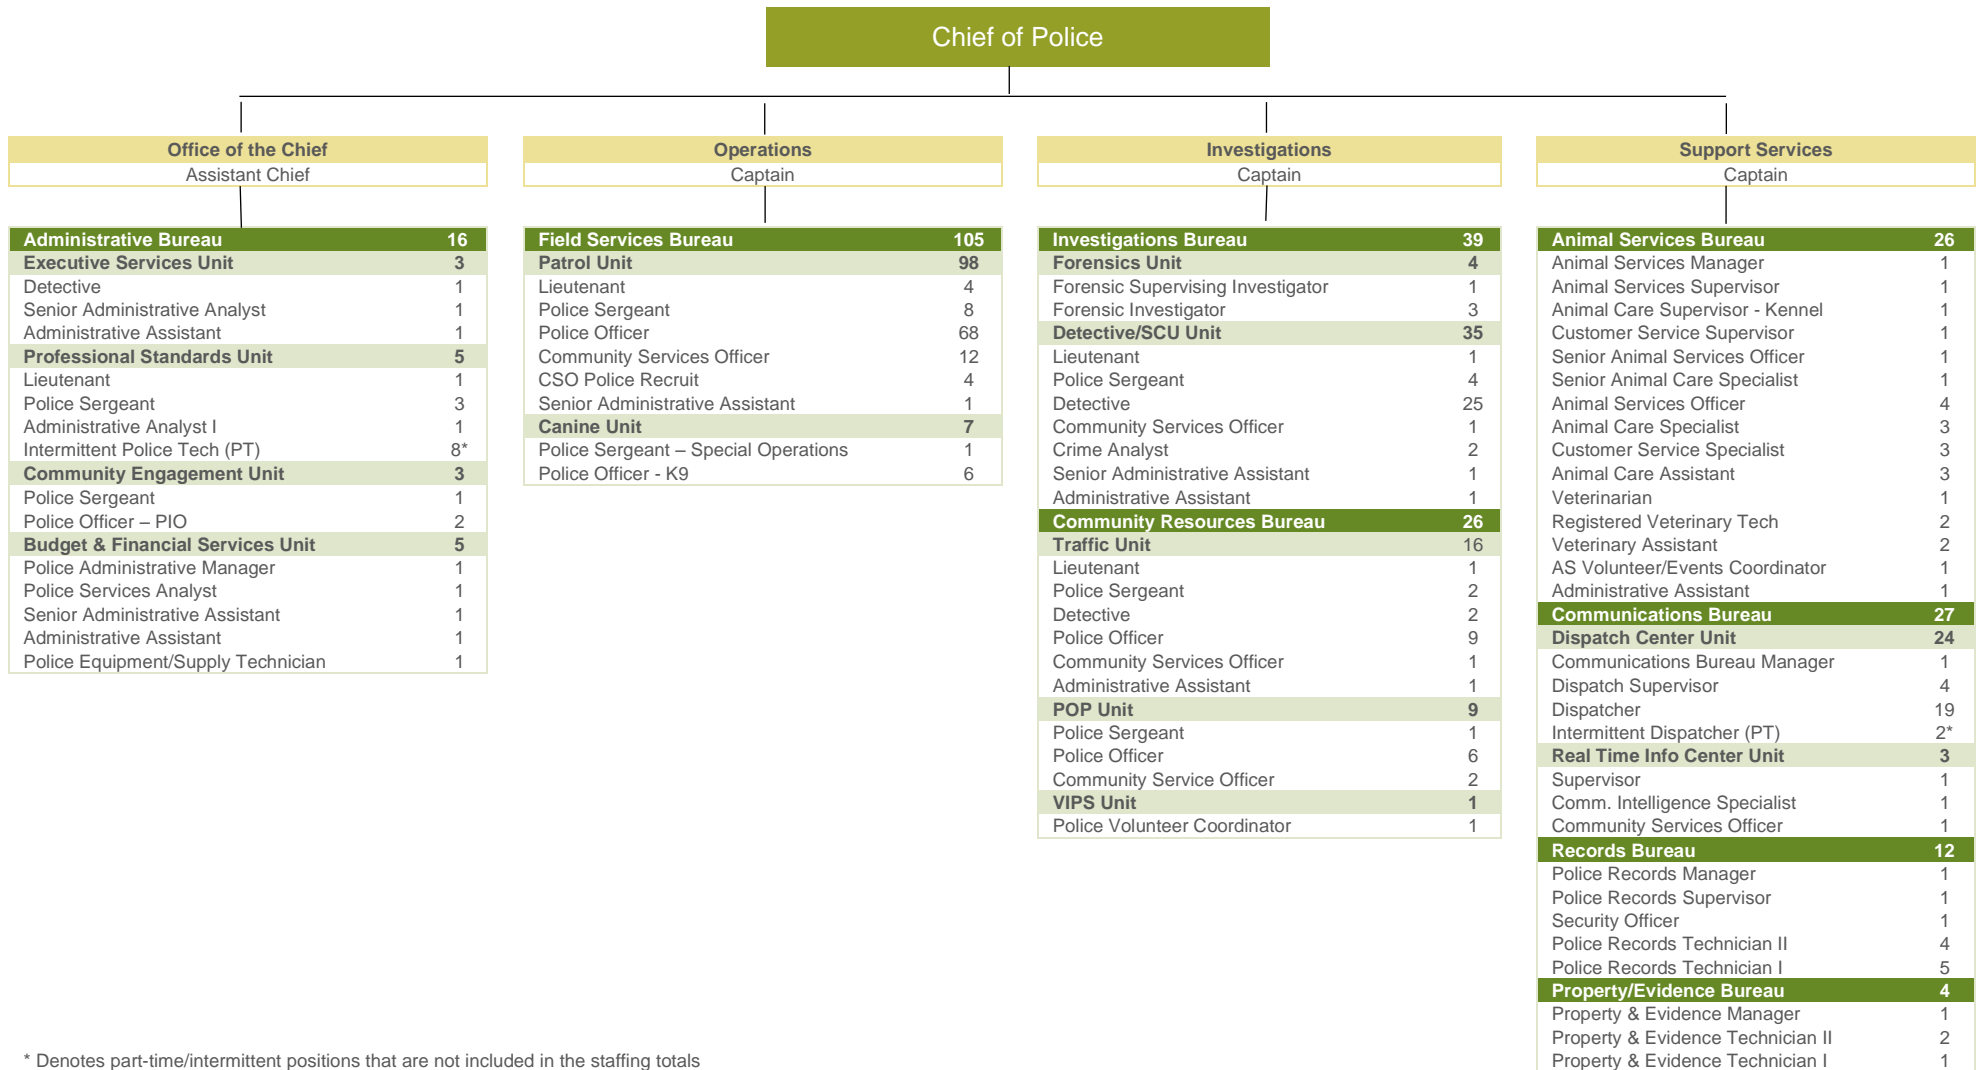 Chief of Police
Office of the Chief
Assistant Chief
Administrative Bureau 16
Executive Services Unit 3
Detective 1
Senior Administrative Analyst 1
Administrative Assistant 1
Professional Standards Unit 5
Lieutenant 1
Police Sergeant 3
Administrative Analyst I 1
Intermittent Police Tech (PT) 8*
Community Engagement Unit 3
Police Sergeant 1
Police Officer – PIO 2
Budget & Financial Services Unit 5
Police Administrative Manager 1
Police Services Analyst 1
Senior Administrative Assistant 1
Administrative Assistant 1
Police Equipment/Supply Technician 1
Operations
Captain
Field Services Bureau 105
Patrol Unit 98
Lieutenant 4
Police Sergeant 8
Police Officer 68
Community Services Officer 12
CSO Police Recruit 4
Senior Administrative Assistant 1
Canine Unit 7
Police Sergeant – Special Operations 1
Police Officer - K9 6
Investigations
Captain
Investigations Bureau 39
Forensics Unit 4
Forensic Supervising Investigator 1
Forensic Investigator 3
Detective/SCU Unit 35
Lieutenant 1
Police Sergeant 4
Detective 25
Community Services Officer 1
Crime Analyst 2
Senior Administrative Assistant 1
Administrative Assistant 1
Community Resources Bureau 26
Traffic Unit 16
Lieutenant 1
Police Sergeant 2
Detective 2
Police Officer 9
Community Services Officer 1
Administrative Assistant 1
POP Unit 9
Police Sergeant 1
Police Officer 6
Community Service Officer 2
VIPS Unit 1
Police Volunteer Coordinator 1
Support Services
Captain
Animal Services Bureau 26
Animal Services Manager 1
Animal Services Supervisor 1
Animal Care Supervisor - Kennel 1
Customer Service Supervisor 1
Senior Animal Services Officer 1
Senior Animal Care Specialist 1
Animal Services Officer 4
Animal Care Specialist 3
Customer Service Specialist 3
Animal Care Assistant 3
Veterinarian 1
Registered Veterinary Tech 2
Veterinary Assistant 2
AS Volunteer/Events Coordinator 1
Administrative Assistant 1
Communications Bureau 27
Dispatch Center Unit 24
Communications Bureau Manager 1
Dispatch Supervisor 4
Dispatcher 19
Intermittent Dispatcher (PT) 2*
Real Time Info Center Unit 3
Supervisor 1
Comm. Intelligence Specialist 1
Community Services Officer 1
Records Bureau 12
Police Records Manager 1
Police Records Supervisor 1
Security Officer 1
Police Records Technician II 4
Police Records Technician I 5
Property/Evidence Bureau 4
Property & Evidence Manager 1
Property & Evidence Technician II 2
Property & Evidence Technician I 1
* Denotes part-time/intermittent positions that are not included in the staffing totals